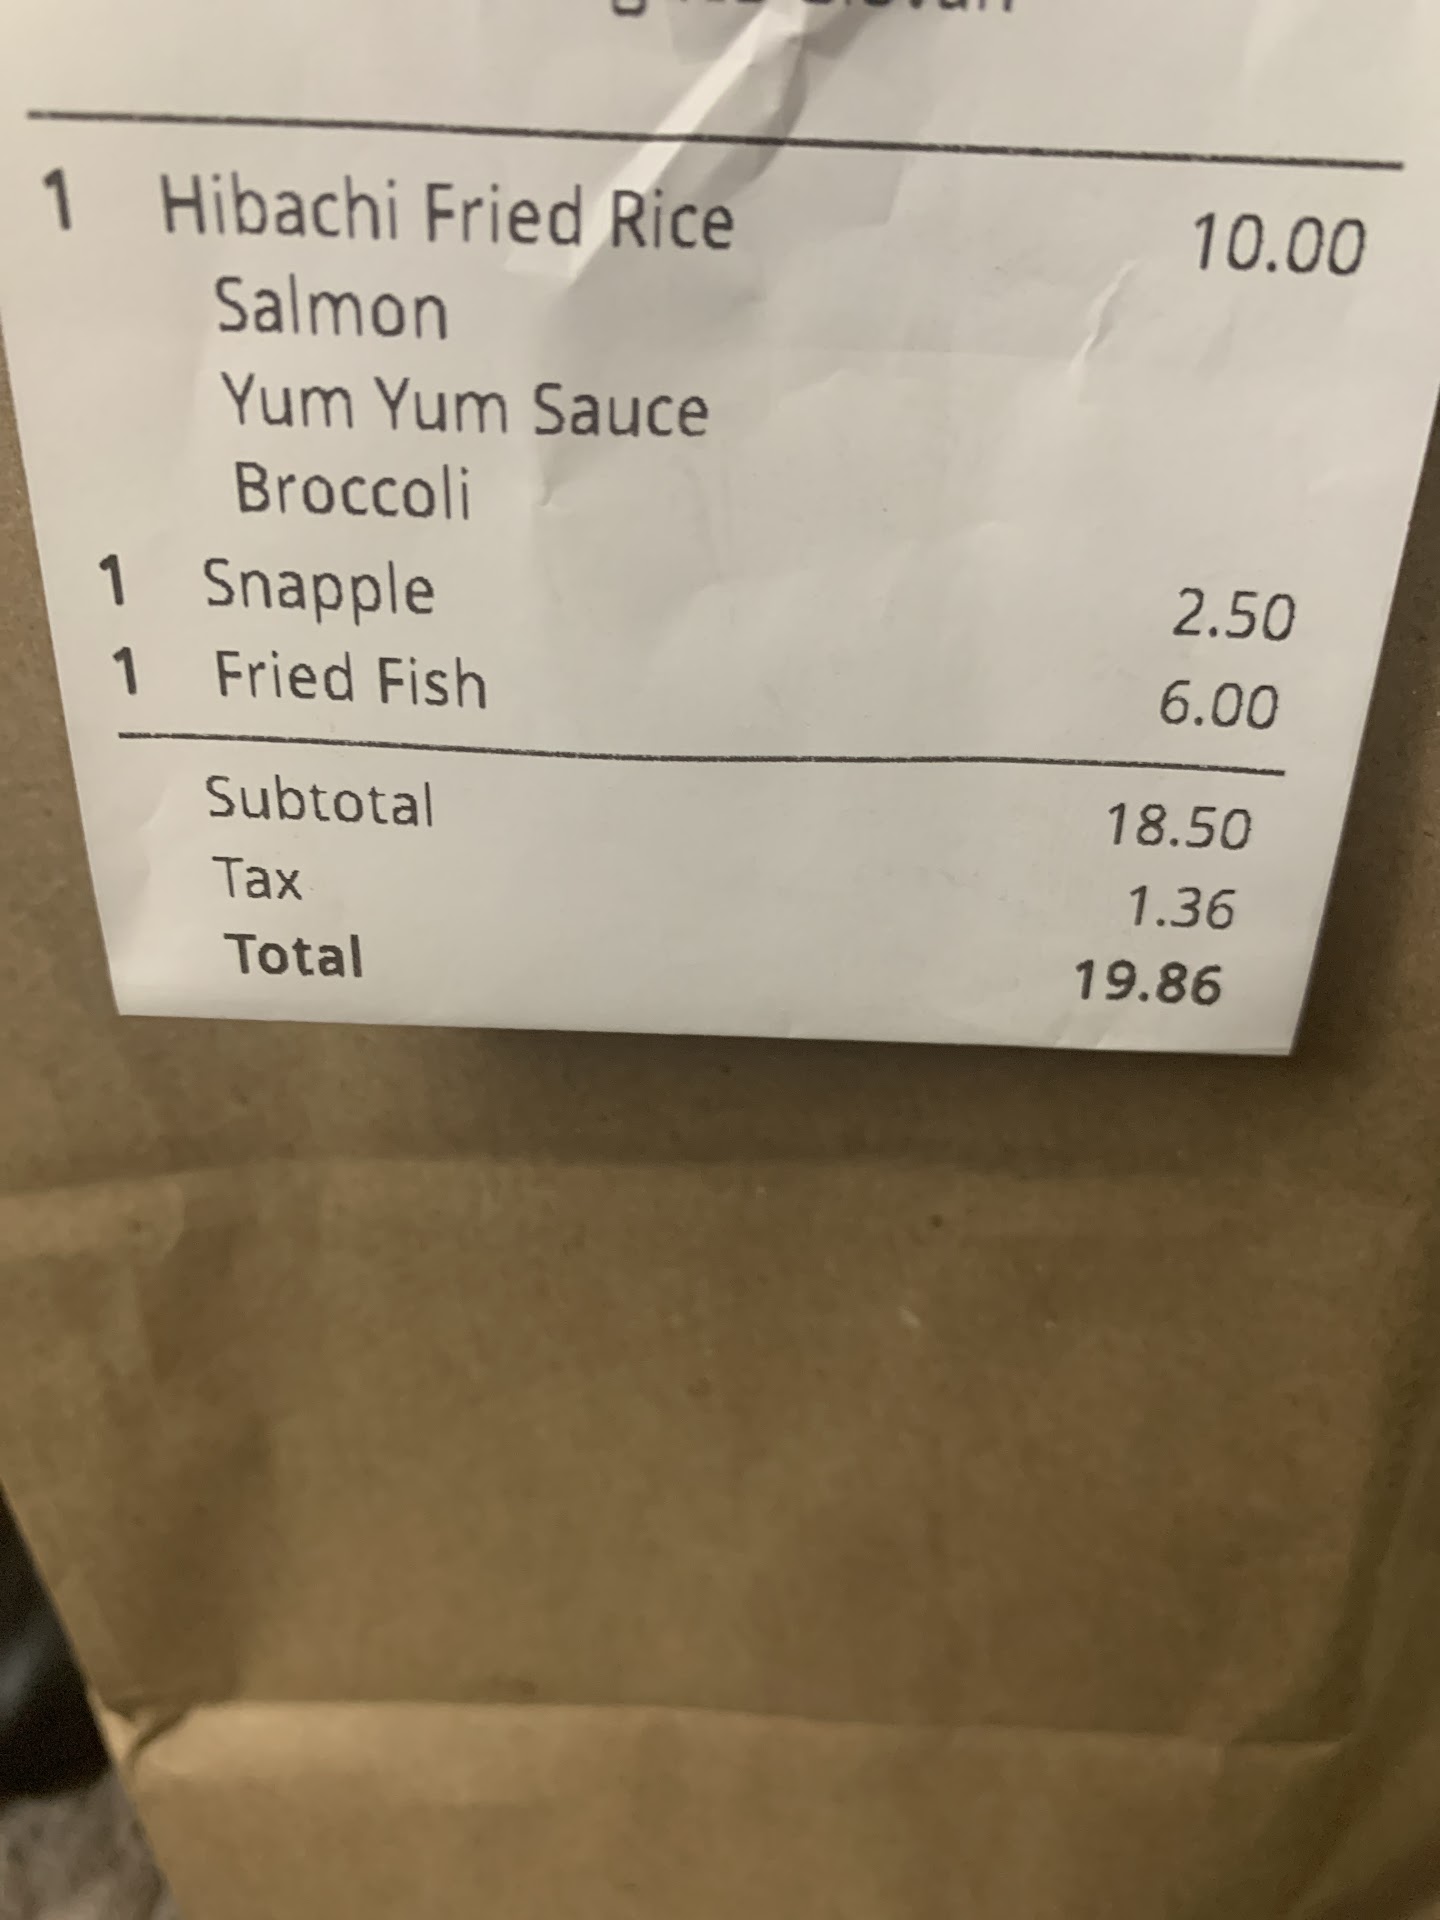 1 Hibachi Fried Rice 10.00
Salmon
Yum Yum Sauce
Broccoli
1 Snapple 2.50
1 Fried Fish 6.00
Subtotal 18.50
Tax 1.36
Total 19.86